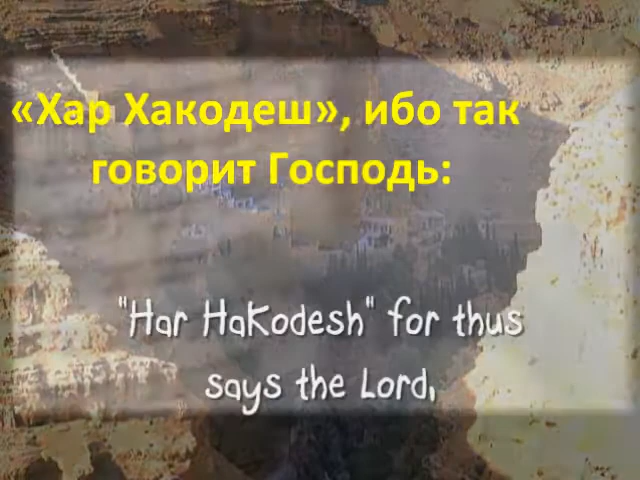 «Хар Хакодеш», ибо так
говорит Господь:
"Har HaKodesh" for thus
says the Lord,